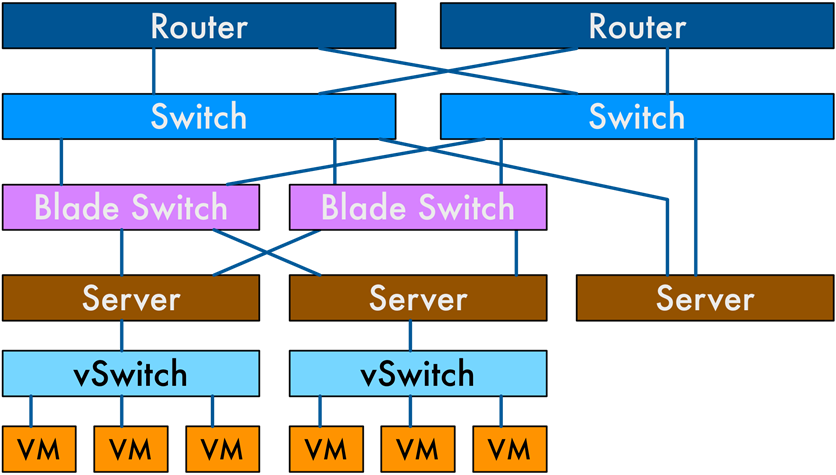 Router Router
Switch Switch
Blade Switch Blade Switch
Server Server Server
vSwitch vSwitch
VM VM VM VM VM VM